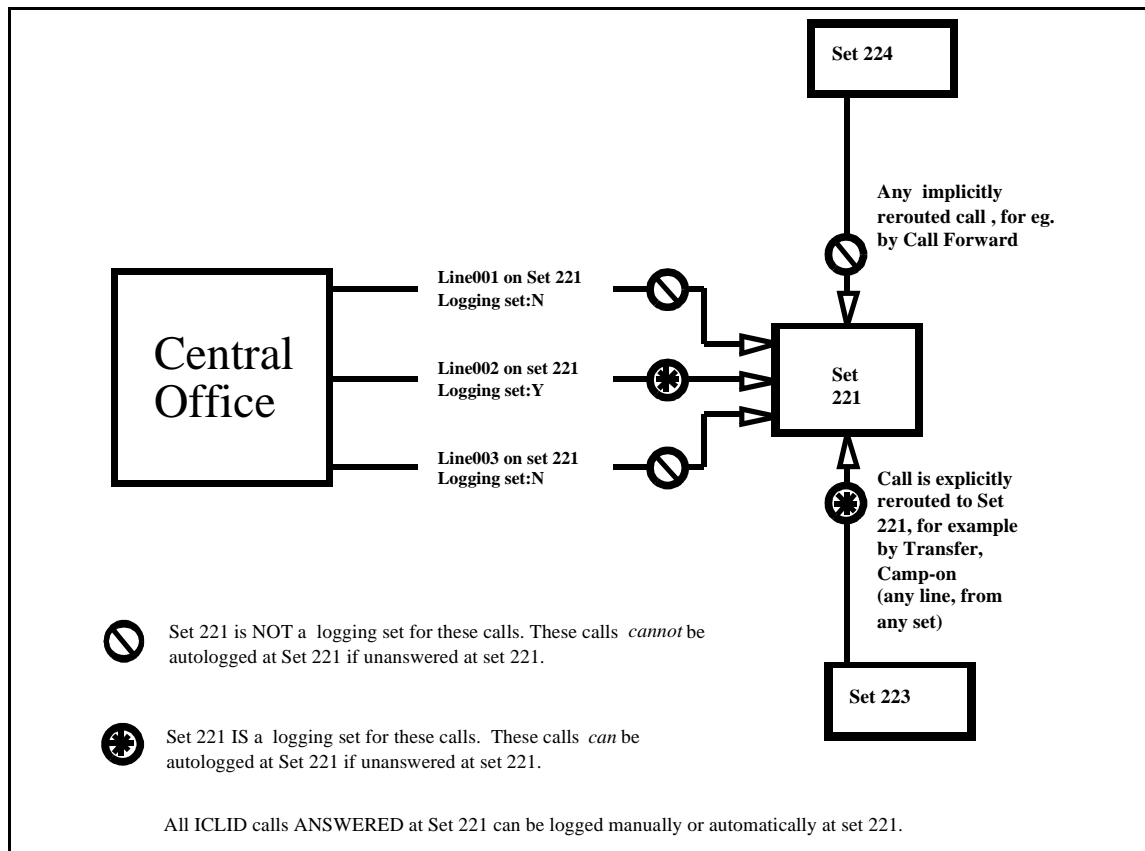 Set 224
Any implicitly
rerouted call , for eg.
by Call Forward
Central
Office
Line001 on Set 221
Logging set:N
Line002 on set 221
Logging set:Y
Line003 on set 221
Logging set:N
Set
221
Call is explicitly
rerouted to Set
221, for example
by Transfer,
Camp-on
(any line, from
any set)
Set 223
Set 221 is NOT a logging set for these calls. These calls cannot be
autologged at Set 221 if unanswered at set 221.
Set 221 IS a logging set for these calls. These calls can be
autologged at Set 221 if unanswered at set 221.
All ICLID calls ANSWERED at Set 221 can be logged manually or automatically at set 221.